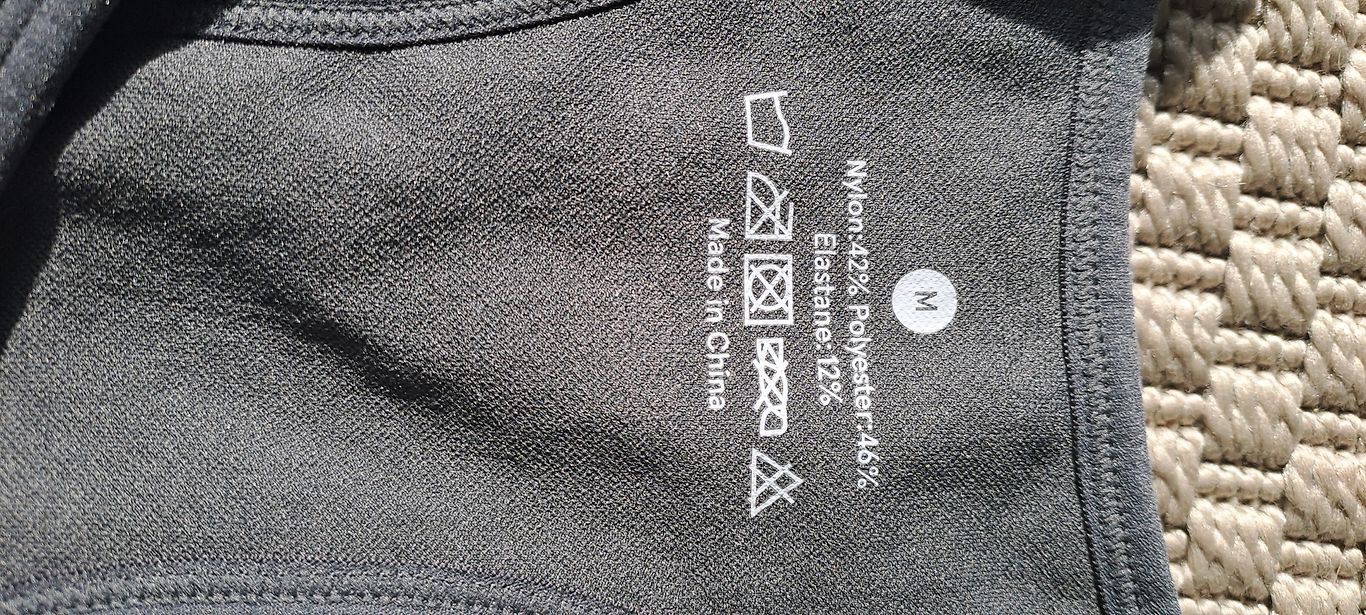 M
Nylon:42% Polyester:46%
Elastane:12%
Made in China